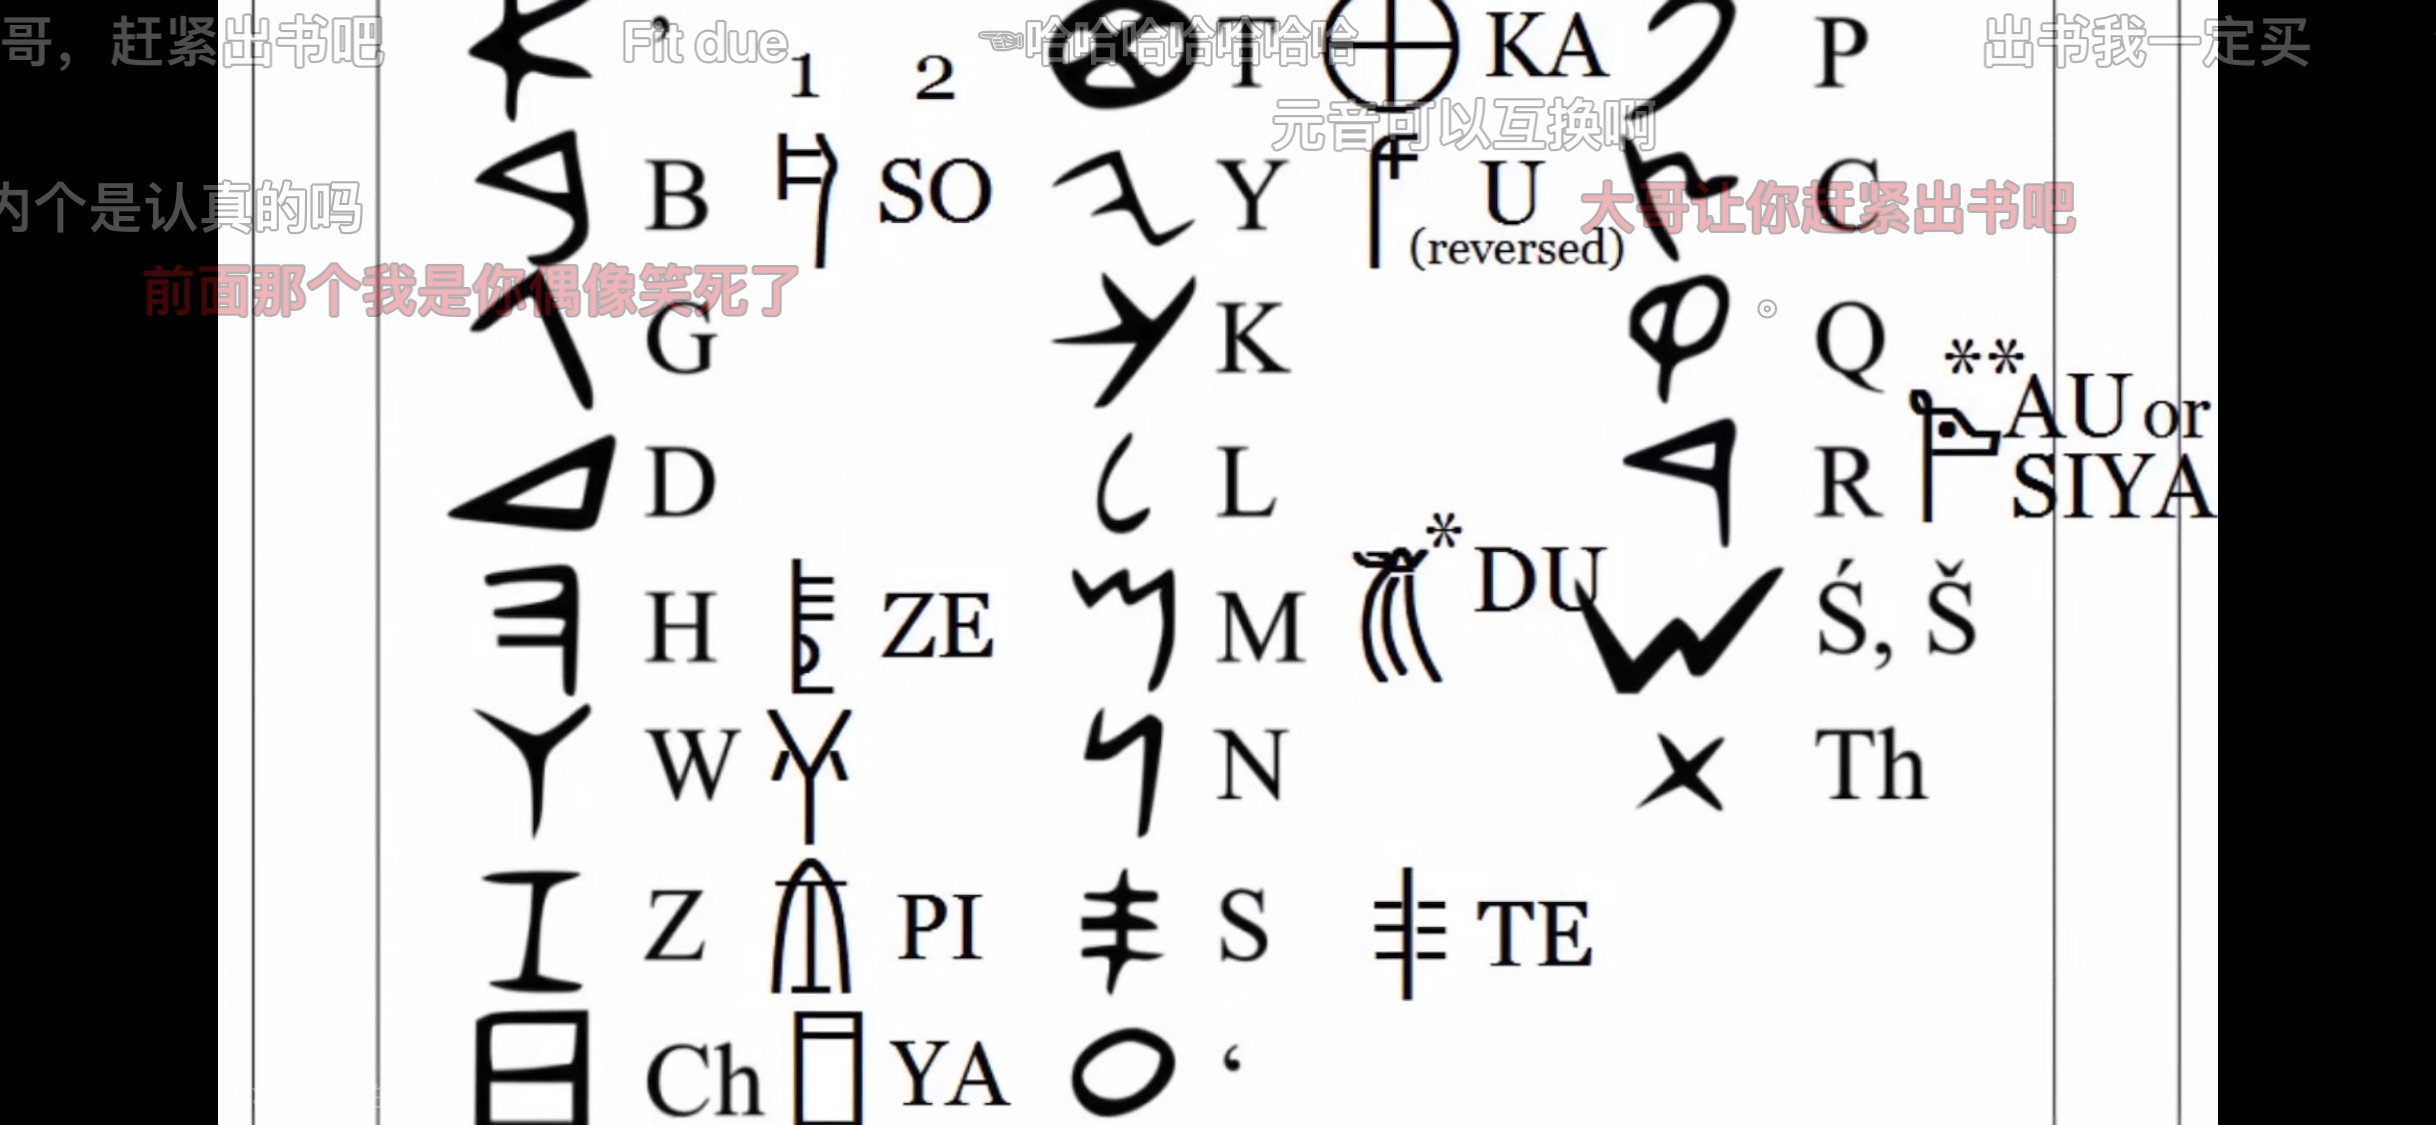 哥，赶紧出书吧
Fit due
☜哈哈哈哈哈哈
出书我一定买
’
1
2
T
KA
P
元音可以互换啊
B
SO
Y
U
(reversed)
C
内个是认真的吗
大哥让你赶紧出书吧
前面那个我是你偶像笑死了
。
G
K
Q
**
AU or
SIYA
D
L
R
*
DU
H
ZE
M
Ś, Š
W
N
Th
Z
PI
S
TE
Ch
YA
‘